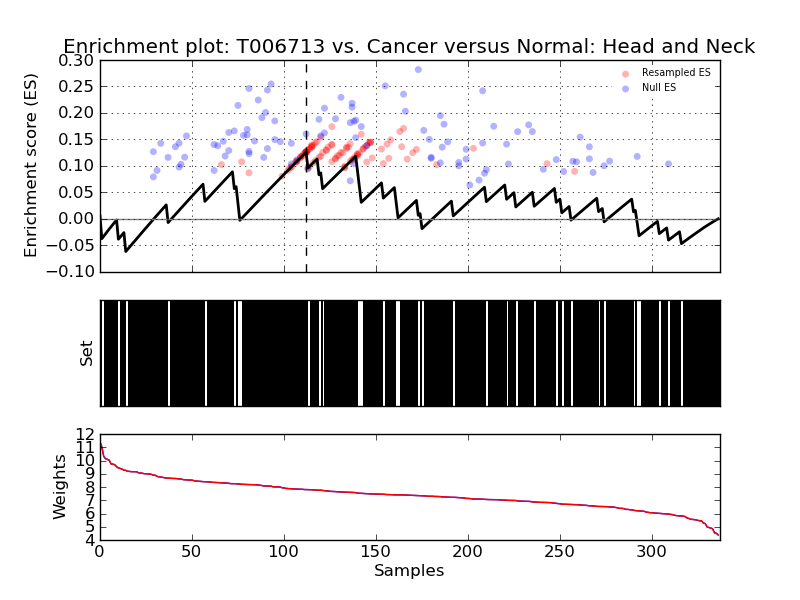 Enrichment plot: T006713 vs. Cancer versus Normal: Head and Neck
Enrichment score (ES)
0.30
0.25
0.20
0.15
0.10
0.05
0.00
−0.05
−0.10
Resampled ES
Null ES
Set
Weights
12
11
10
9
8
7
6
5
4
0 50 100 150 200 250 300
Samples